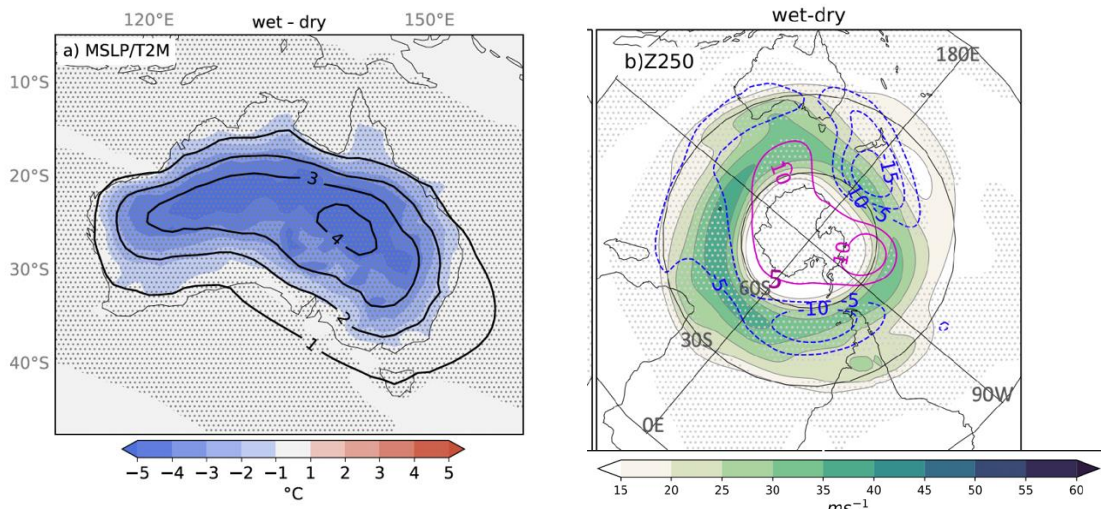 120°E wet - dry 150°E
a) MSLP/T2M
10°S
20°S
30°S
40°S
3
4
2
1
−5 −4 −3 −2 −1 1 2 3 4 5
°C
wet-dry
b)Z250
180E
-15
10
-10 -5
10
5
-5
60S
-10 -5
30S
0E
90W
15 20 25 30 35 40 45 50 55 60
ms⁻¹